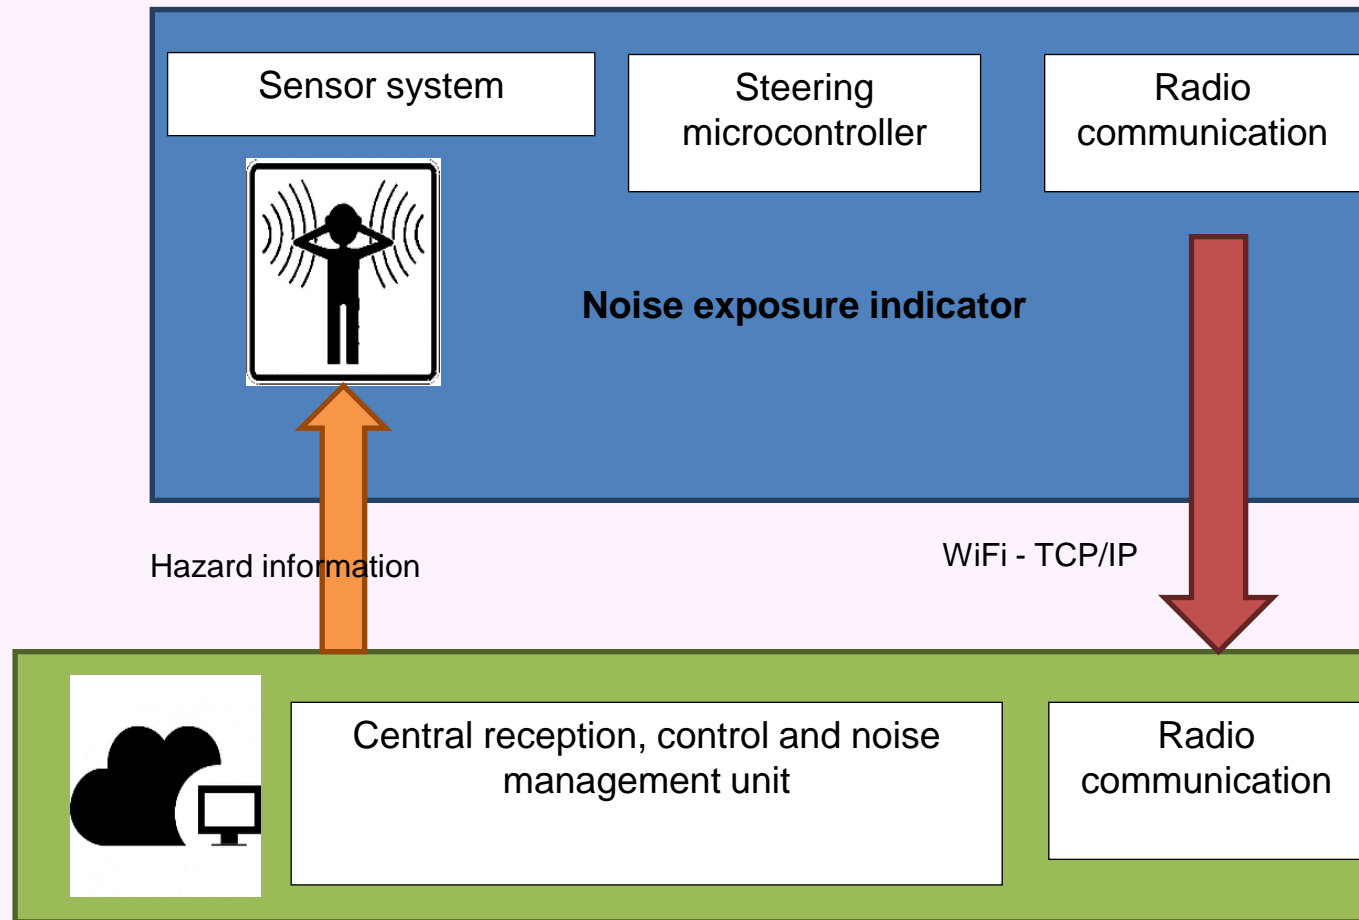 Sensor system
Steering
microcontroller
Radio
communication
Noise exposure indicator
Hazard information
WiFi - TCP/IP
Central reception, control and noise
management unit
Radio
communication